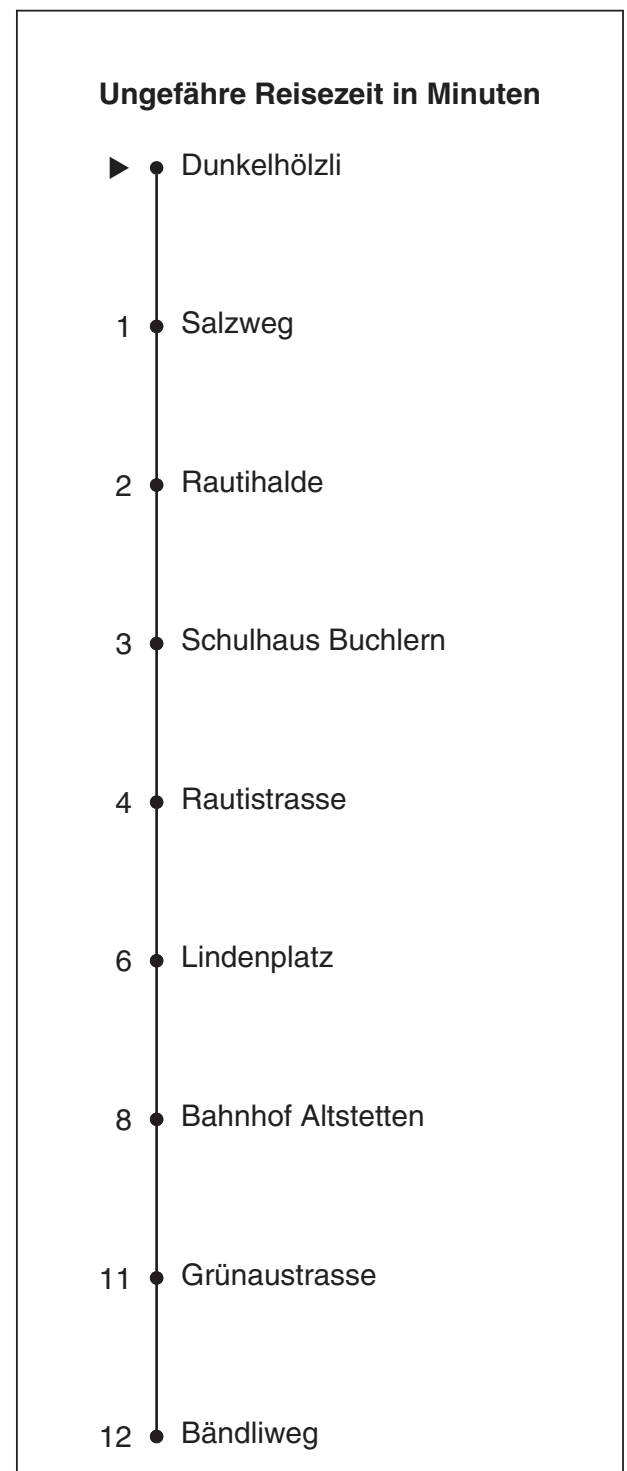 Ungefähre Reisezeit in Minuten
Dunkelhölzli
1 Salzweg
2 Rautihalde
3 Schulhaus Buchlern
4 Rautistrasse
6 Lindenplatz
8 Bahnhof Altstetten
11 Grünaustrasse
12 Bändliweg